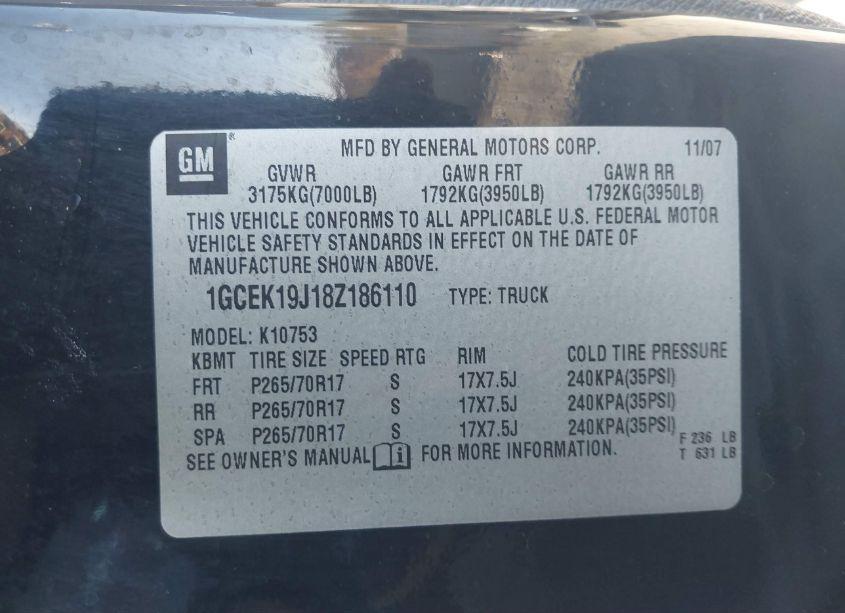 GM ® MFD BY GENERAL MOTORS CORP. 11/07
GVWR GAWR FRT GAWR RR
3175KG(7000LB) 1792KG(3950LB) 1792KG(3950LB)
THIS VEHICLE CONFORMS TO ALL APPLICABLE U.S. FEDERAL MOTOR
VEHICLE SAFETY STANDARDS IN EFFECT ON THE DATE OF
MANUFACTURE SHOWN ABOVE.
1GCEK19J18Z186110 TYPE: TRUCK
MODEL: K10753
KBMT TIRE SIZE SPEED RTG RIM COLD TIRE PRESSURE
FRT P265/70R17 S 17X7.5J 240KPA(35PSI)
RR P265/70R17 S 17X7.5J 240KPA(35PSI)
SPA P265/70R17 S 17X7.5J 240KPA(35PSI)
F 236 LB
SEE OWNER'S MANUAL i FOR MORE INFORMATION. T 631 LB